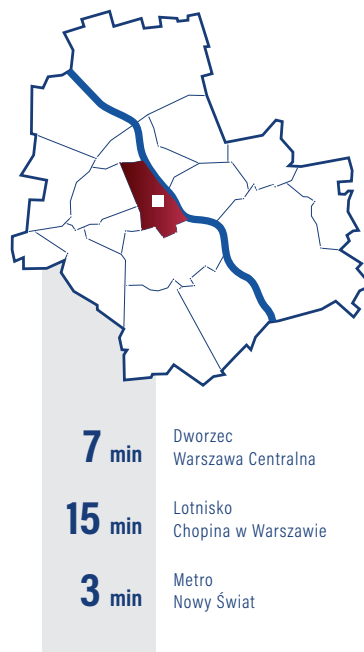 7 min
Dworzec
Warszawa Centralna
15 min
Lotnisko
Chopina w Warszawie
3 min
Metro
Nowy Świat